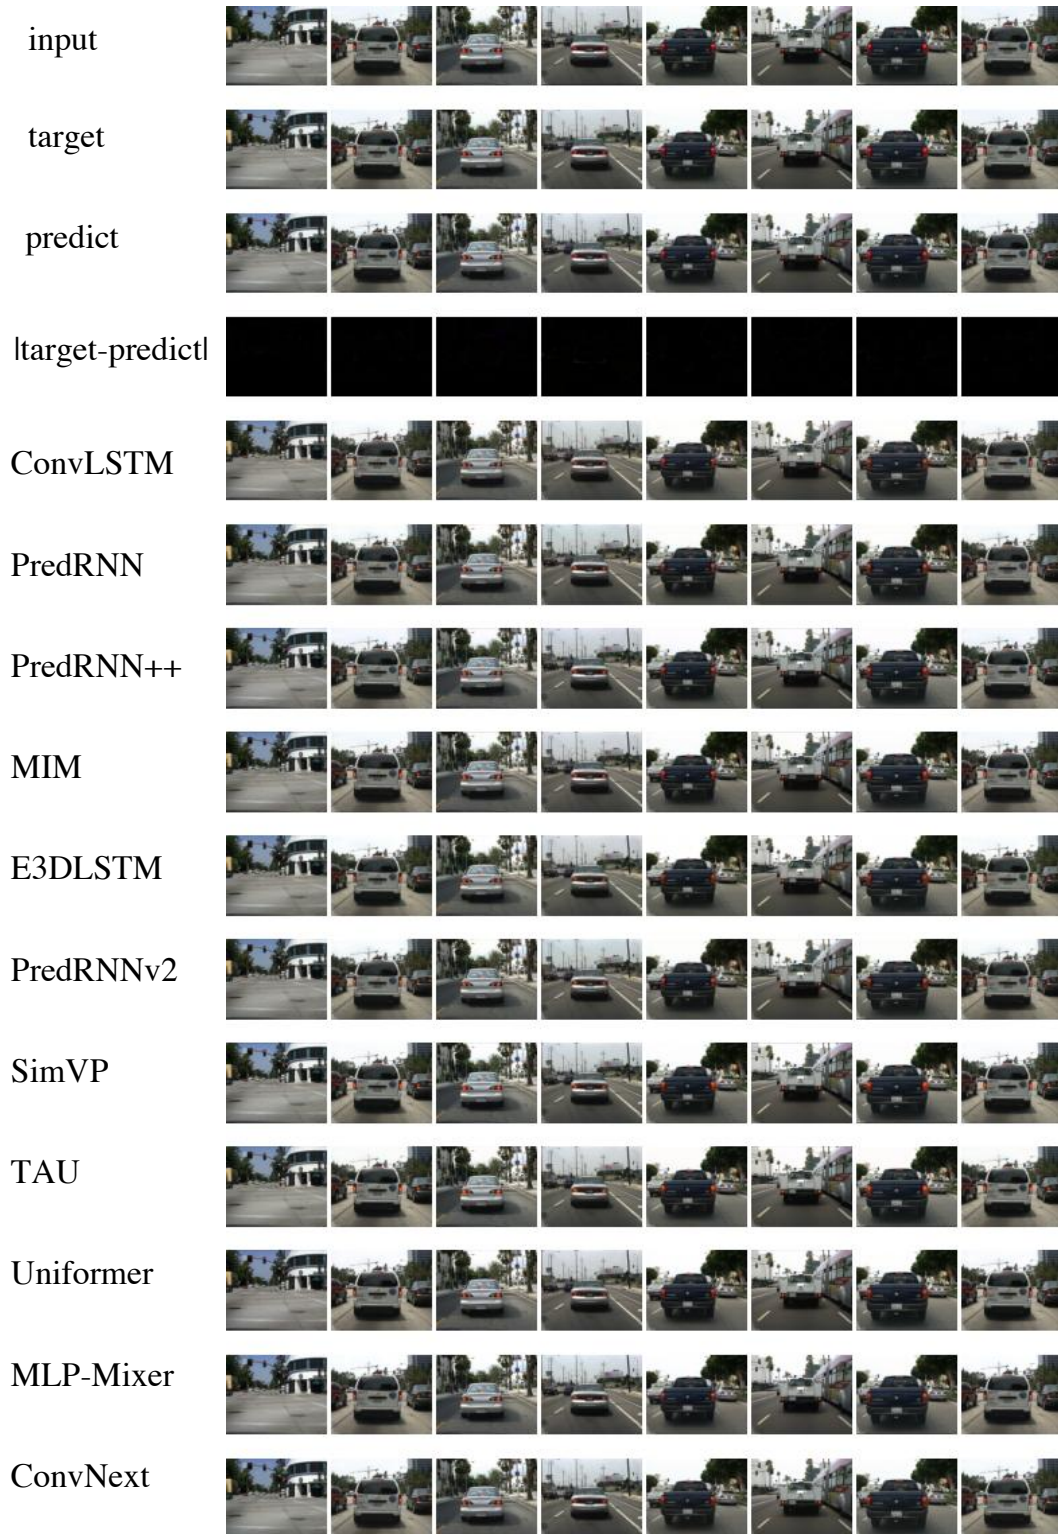 input
target
predict
|target-predict|
ConvLSTM
PredRNN
PredRNN++
MIM
E3DLSTM
PredRNNv2
SimVP
TAU
Uniformer
MLP-Mixer
ConvNext